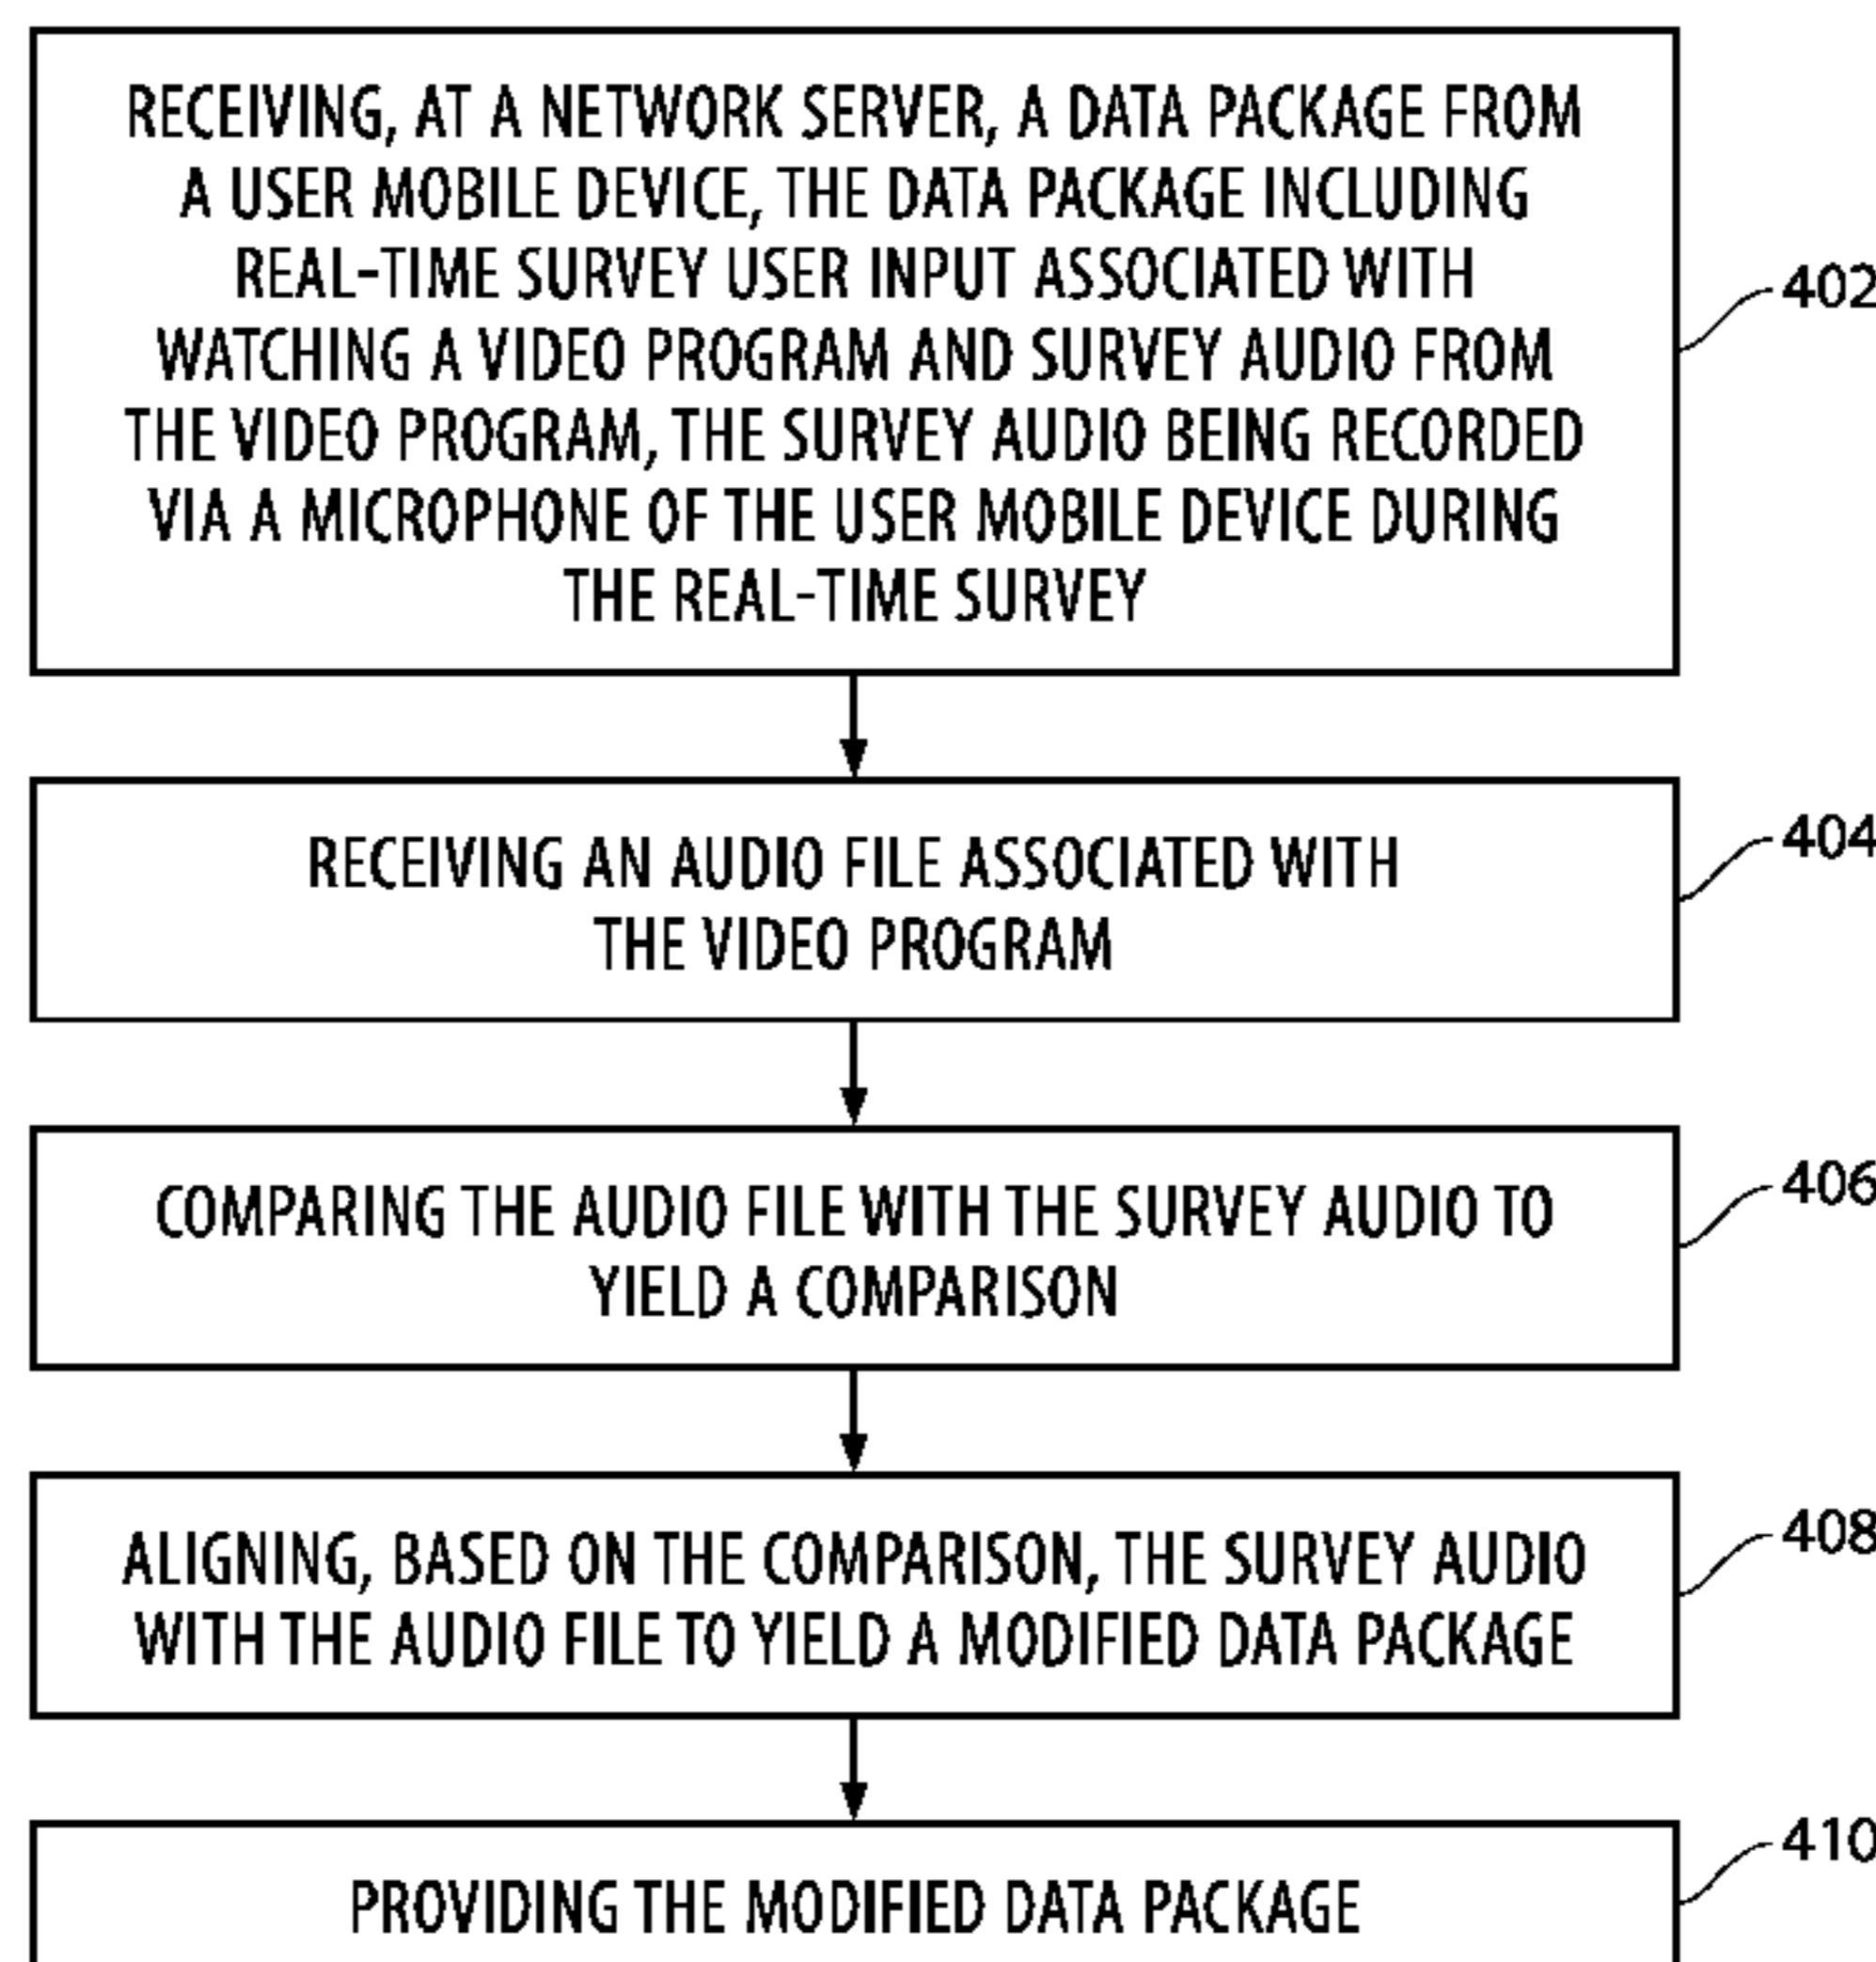 RECEIVING, AT A NETWORK SERVER, A DATA PACKAGE FROM
A USER MOBILE DEVICE, THE DATA PACKAGE INCLUDING
REAL-TIME SURVEY USER INPUT ASSOCIATED WITH
WATCHING A VIDEO PROGRAM AND SURVEY AUDIO FROM
THE VIDEO PROGRAM, THE SURVEY AUDIO BEING RECORDED
VIA A MICROPHONE OF THE USER MOBILE DEVICE DURING
THE REAL-TIME SURVEY
402
RECEIVING AN AUDIO FILE ASSOCIATED WITH
THE VIDEO PROGRAM
404
COMPARING THE AUDIO FILE WITH THE SURVEY AUDIO TO
YIELD A COMPARISON
406
ALIGNING, BASED ON THE COMPARISON, THE SURVEY AUDIO
WITH THE AUDIO FILE TO YIELD A MODIFIED DATA PACKAGE
408
PROVIDING THE MODIFIED DATA PACKAGE
410